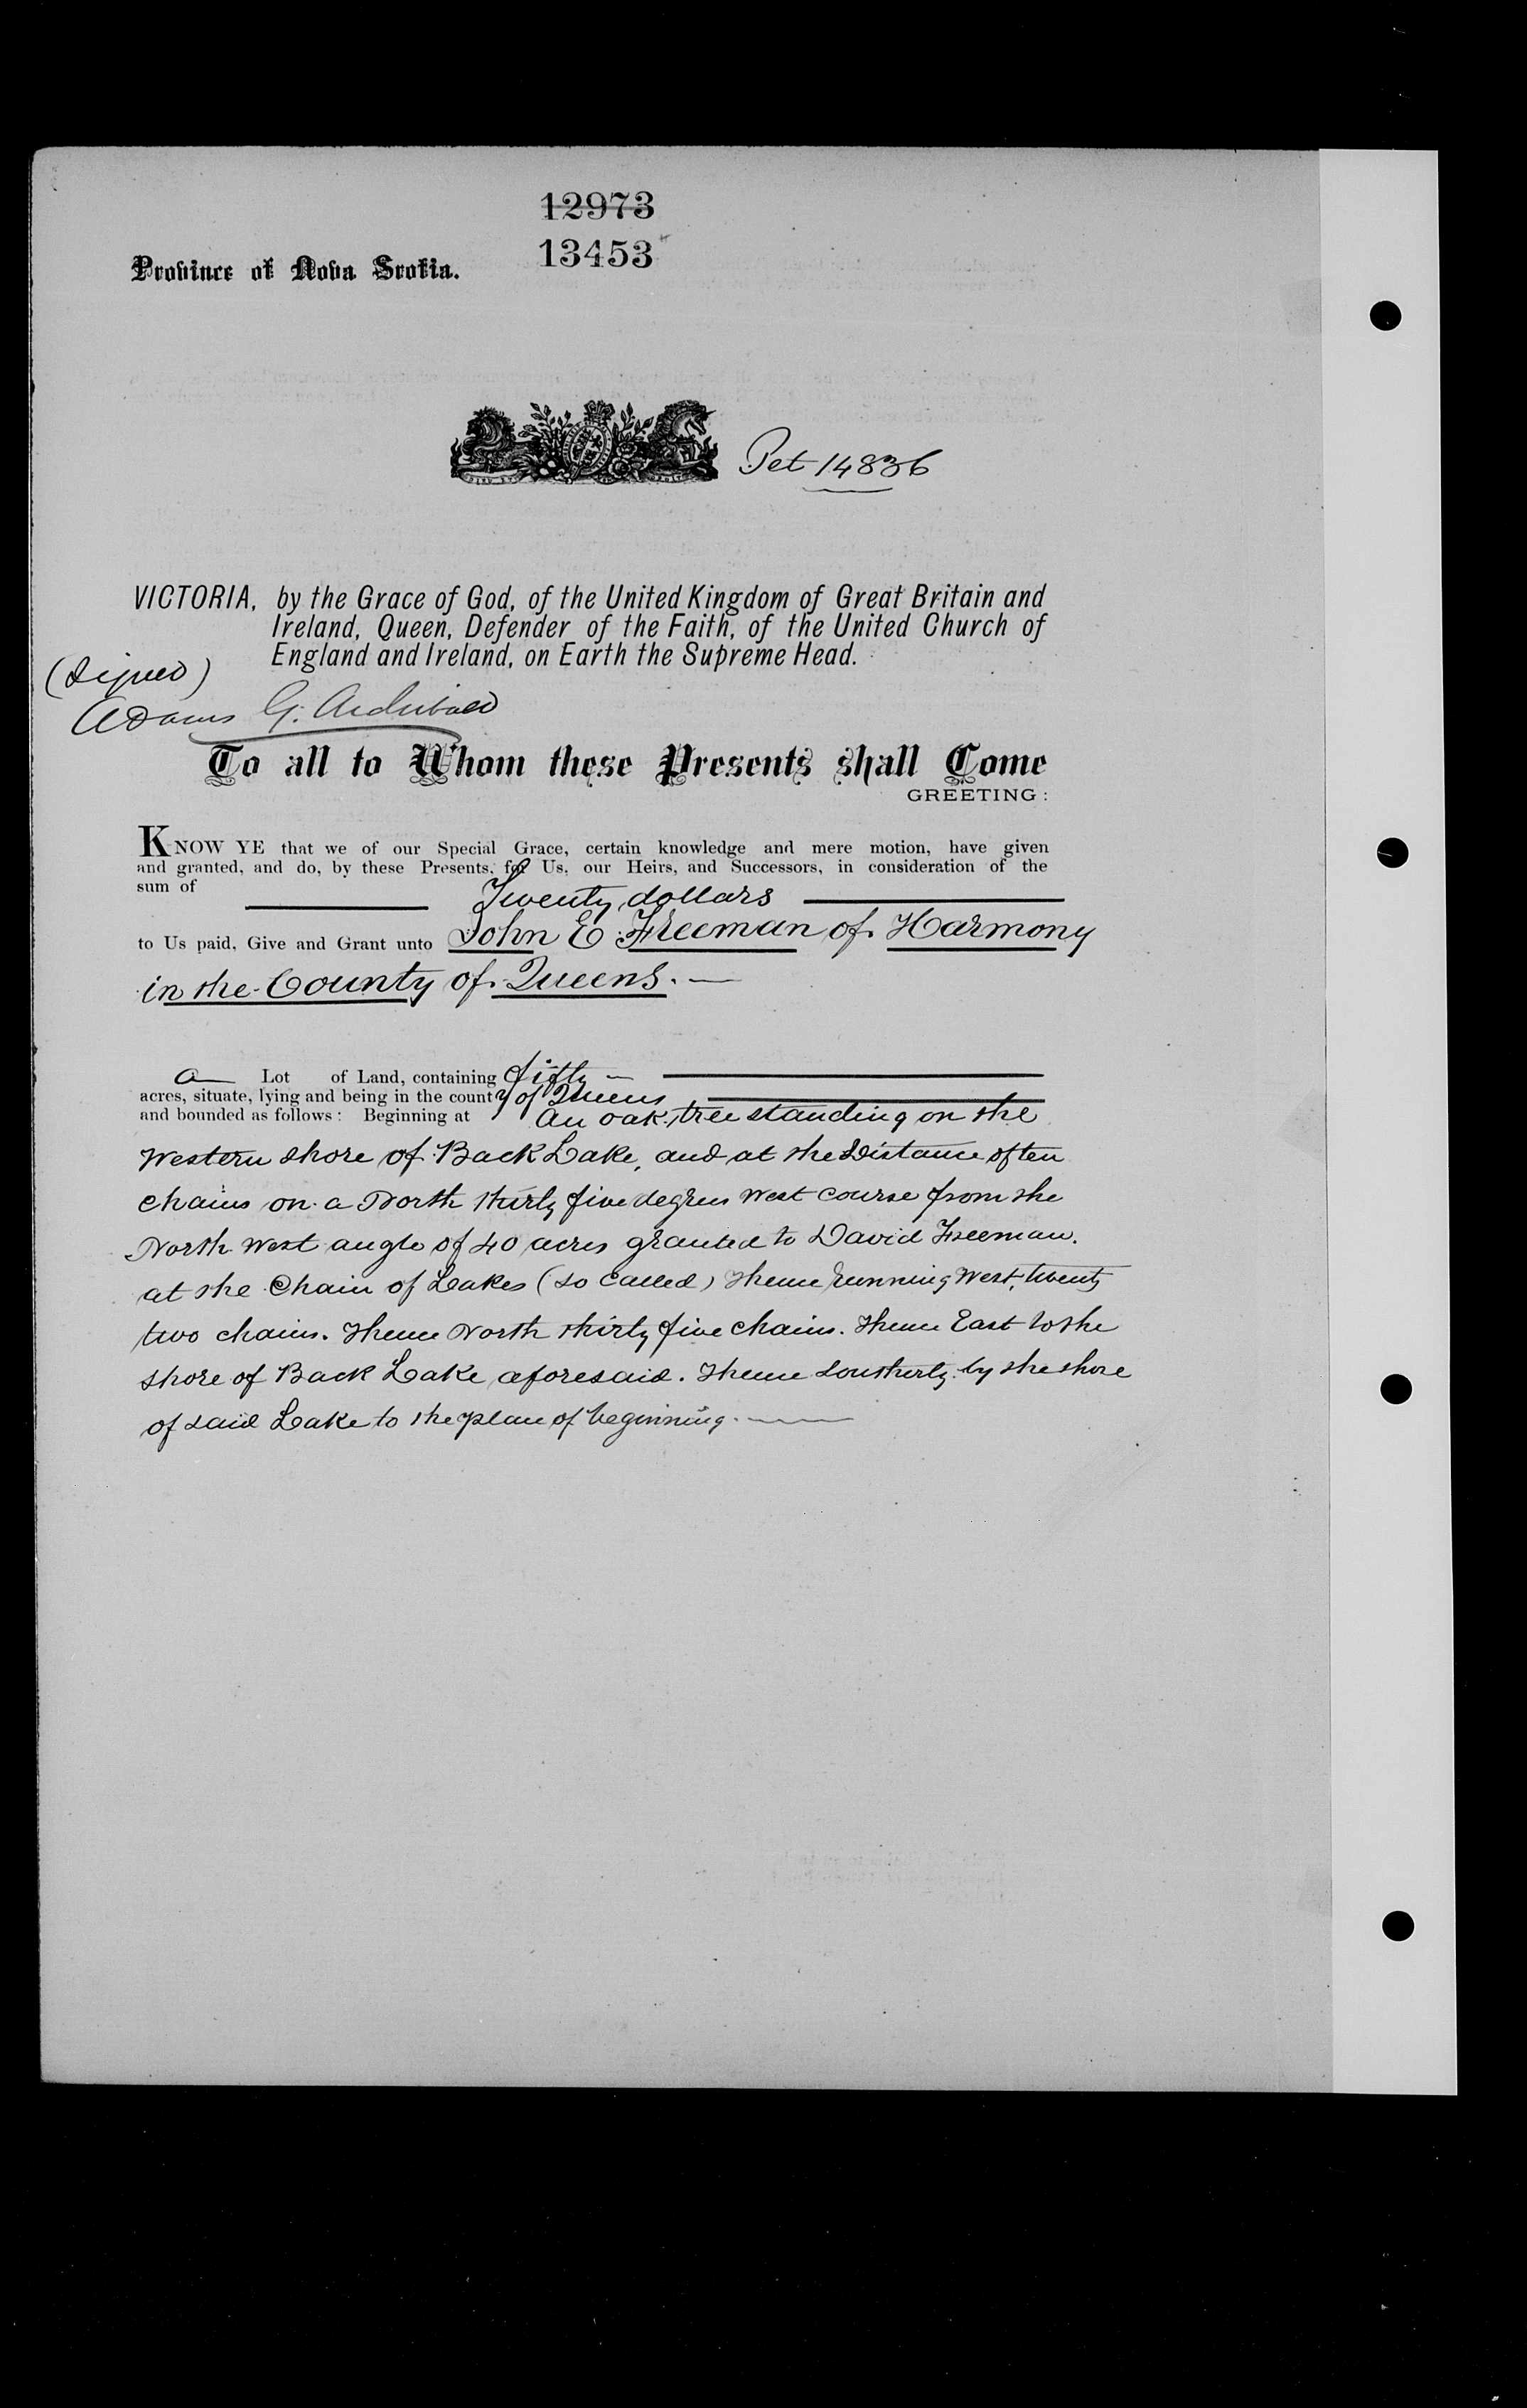 12973
13453
Province of Nova Scotia.
Pet 14836
VICTORIA, by the Grace of God, of the United Kingdom of Great Britain and
Ireland, Queen, Defender of the Faith, of the United Church of
England and Ireland, on Earth the Supreme Head.
(Signed)
Adams G. Archibald
To all to Whom these Presents shall Come
GREETING:
KNOW YE that we of our Special Grace, certain knowledge and mere motion, have given
and granted, and do, by these Presents, for Us, our Heirs, and Successors, in consideration of the
sum of Twenty dollars
to Us paid, Give and Grant unto John E Freeman of Harmony
in the County of Queens.
a Lot of Land, containing fifty
acres, situate, lying and being in the county of Queens
and bounded as follows: Beginning at An oak tree standing on the
Western shore of Back Lake, and at the Distance of ten
chains on a North thirty five degrees West course from the
North West angle of 40 acres granted to David Freeman.
at the Chain of Lakes (so called) Thence running West, twenty
two chains. Thence North thirty five chains. Thence East to the
shore of Back Lake aforesaid. Thence Southerly by the shore
of said Lake to the place of beginning.